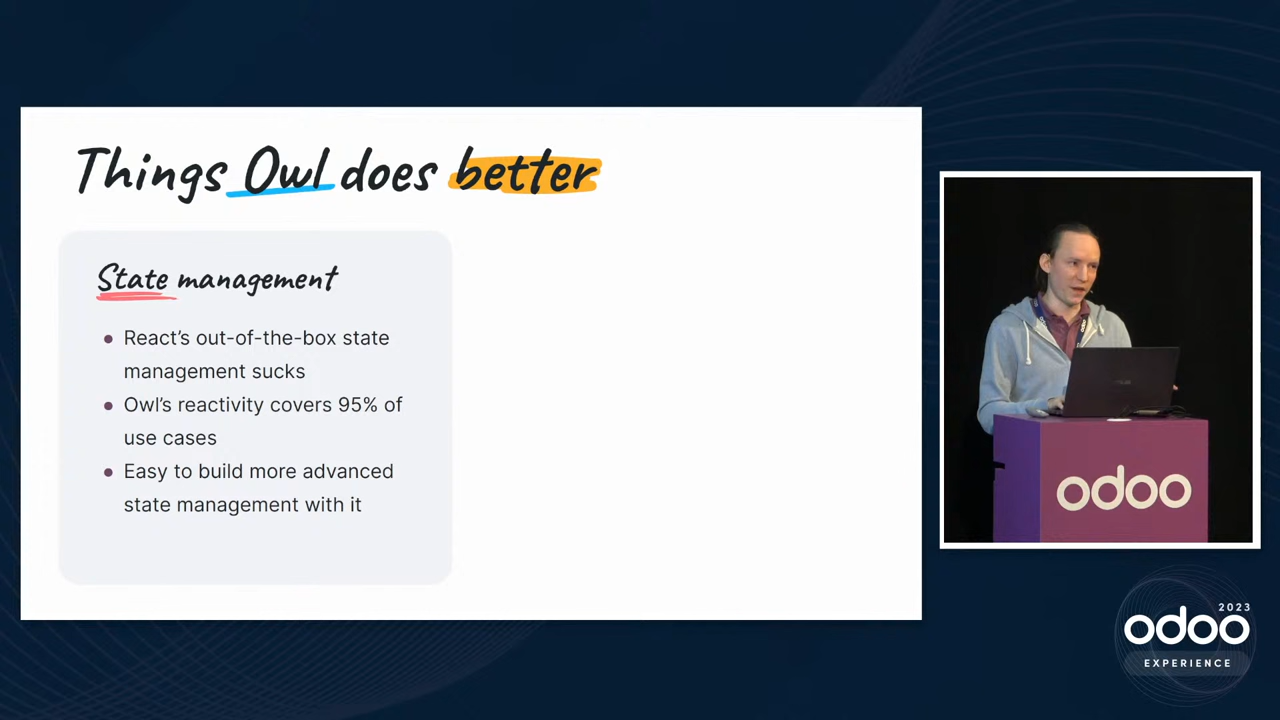 Things Owl does better
State management
React's out-of-the-box state
management sucks
Owl's reactivity covers 95% of
use cases
Easy to build more advanced
state management with it
odoo
2023
odoo
EXPERIENCE